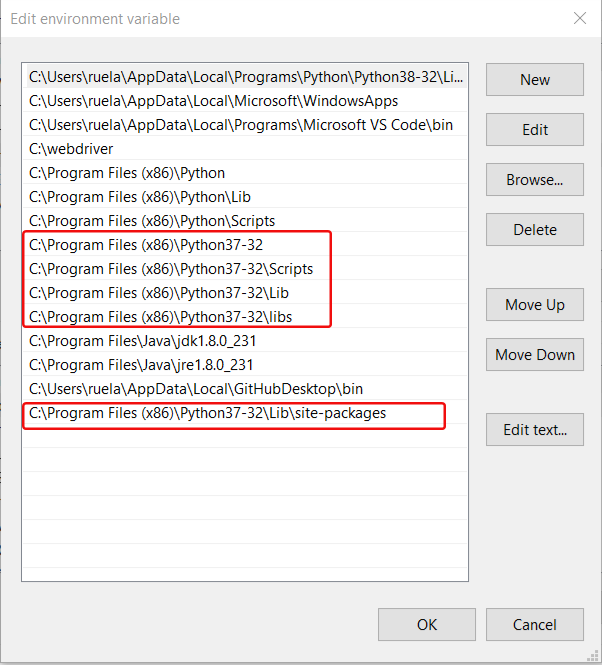 Edit environment variable
C:\Users\ruela\AppData\Local\Programs\Python\Python38-32\Li...
C:\Users\ruela\AppData\Local\Microsoft\WindowsApps
C:\Users\ruela\AppData\Local\Programs\Microsoft VS Code\bin
C:\webdriver
C:\Program Files (x86)\Python
C:\Program Files (x86)\Python\Lib
C:\Program Files (x86)\Python\Scripts
C:\Program Files (x86)\Python37-32
C:\Program Files (x86)\Python37-32\Scripts
C:\Program Files (x86)\Python37-32\Lib
C:\Program Files (x86)\Python37-32\libs
C:\Program Files\Java\jdk1.8.0_231
C:\Program Files\Java\jre1.8.0_231
C:\Users\ruela\AppData\Local\GitHubDesktop\bin
C:\Program Files (x86)\Python37-32\Lib\site-packages
New
Edit
Browse...
Delete
Move Up
Move Down
Edit text...
OK
Cancel